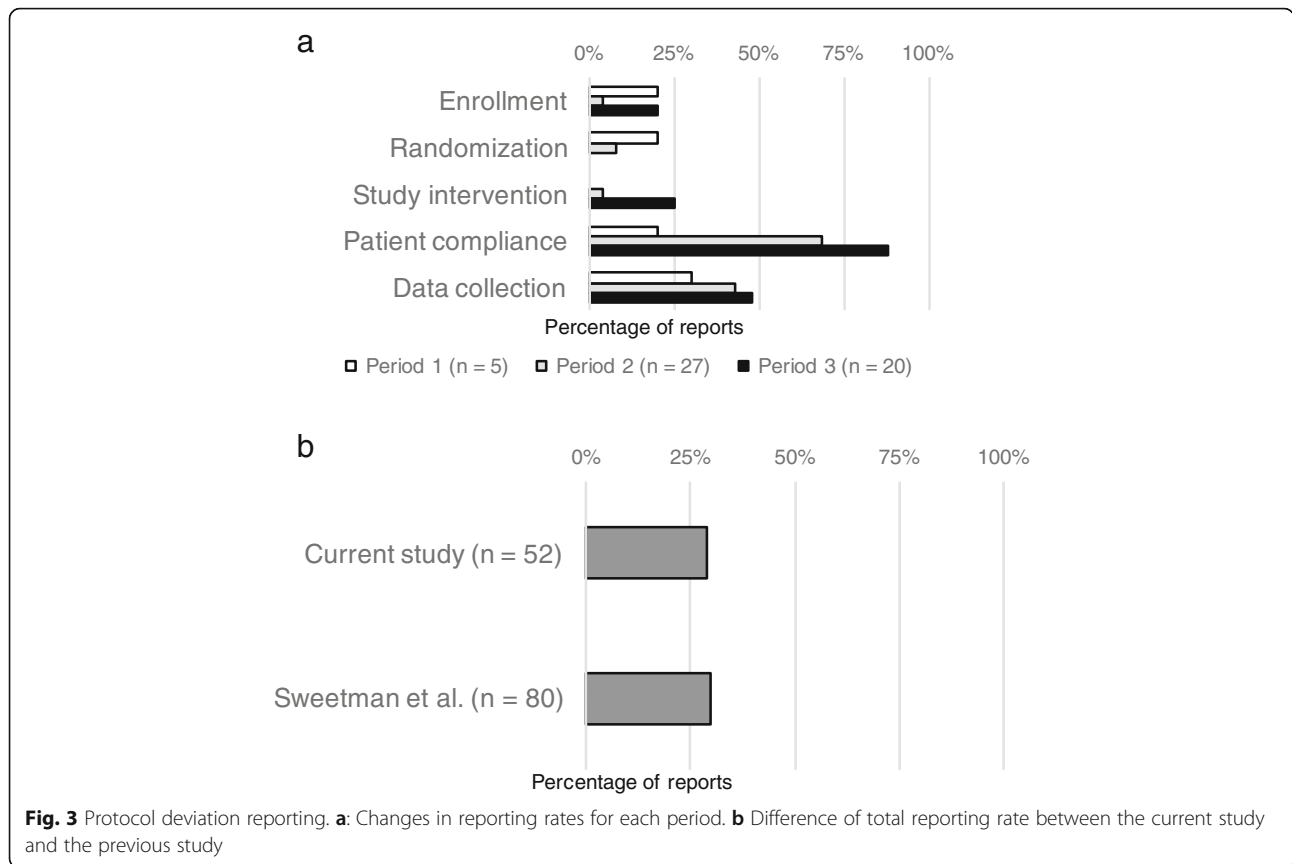 a
0% 25% 50% 75% 100%
Enrollment
Randomization
Study intervention
Patient compliance
Data collection
Percentage of reports
Period 1 (n = 5) Period 2 (n = 27) Period 3 (n = 20)
b
0% 25% 50% 75% 100%
Current study (n = 52)
Sweetman et al. (n = 80)
Percentage of reports
Fig. 3 Protocol deviation reporting. a: Changes in reporting rates for each period. b Difference of total reporting rate between the current study
and the previous study